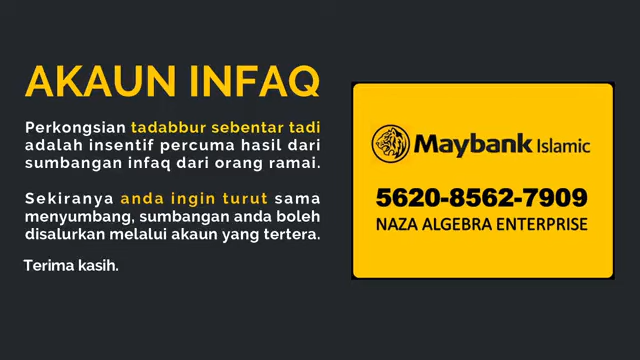 AKAUN INFAQ
Perkongsian tadabbur sebentar tadi
adalah insentif percuma hasil dari
sumbangan infaq dari orang ramai.
Sekiranya anda ingin turut sama
menyumbang, sumbangan anda boleh
disalurkan melalui akaun yang tertera.
Terima kasih.
Maybank Islamic
5620-8562-7909
NAZA ALGEBRA ENTERPRISE